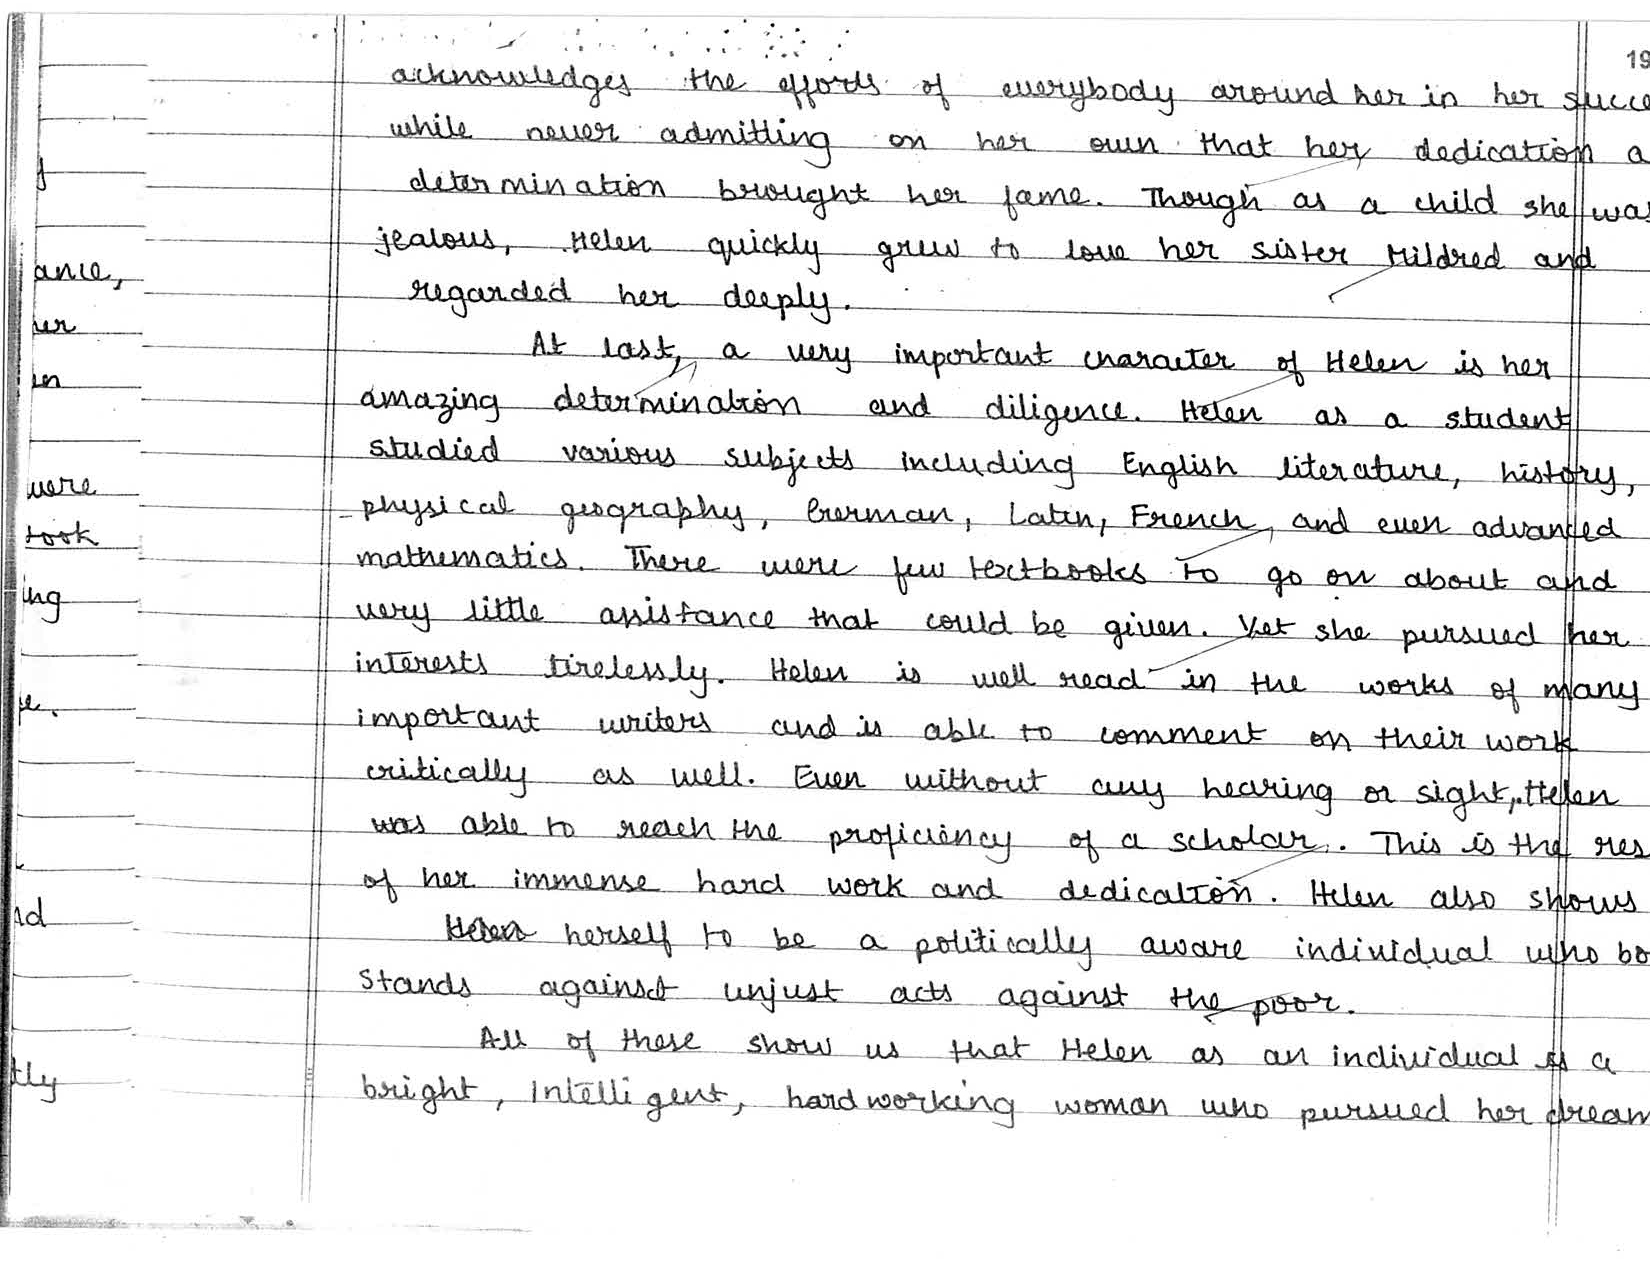 19
acknowledges the efforts of everybody around her in her succe
while never admitting on her own that her dedication a
determination brought her fame. Though as a child she was
jealous, Helen quickly grew to love her sister Mildred and
regarded her deeply.
At last, a very important character of Helen is her
amazing determination and diligence. Helen as a student
studied various subjects including English literature, history,
physical geography, German, Latin, French, and even advanced
mathematics. There were few textbooks to go on about and
very little assistance that could be given. Yet she pursued her
interests tirelessly. Helen is well read in the works of many
important writers and is able to comment on their work
critically as well. Even without any hearing or sight, Helen
was able to reach the proficiency of a scholar. This is the res
of her immense hard work and dedication. Helen also shows
herself to be a politically aware individual who bo
stands against unjust acts against the poor.
All of these show us that Helen as an individual is a
bright, intelligent, hardworking woman who pursued her dream
ance,
er
en
were
took
ing
pe.
nd
tly